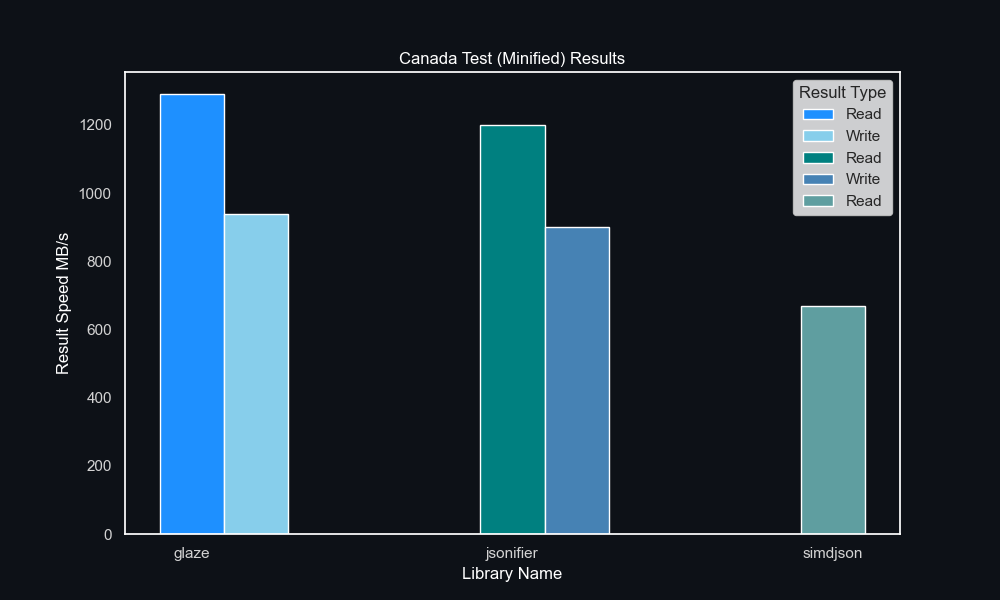 Canada Test (Minified) Results
Result Type
Read
Write
Read
Write
Read
Result Speed MB/s
1200
1000
800
600
400
200
0
glaze
jsonifier
simdjson
Library Name